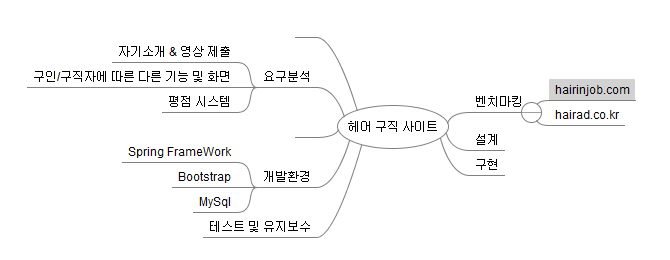 헤어 구직 사이트
요구분석
자기소개 & 영상 제출
구인/구직자에 따른 다른 기능 및 화면
평점 시스템
개발환경
Spring FrameWork
Bootstrap
MySql
테스트 및 유지보수
벤치마킹
hairinjob.com
hairad.co.kr
설계
구현